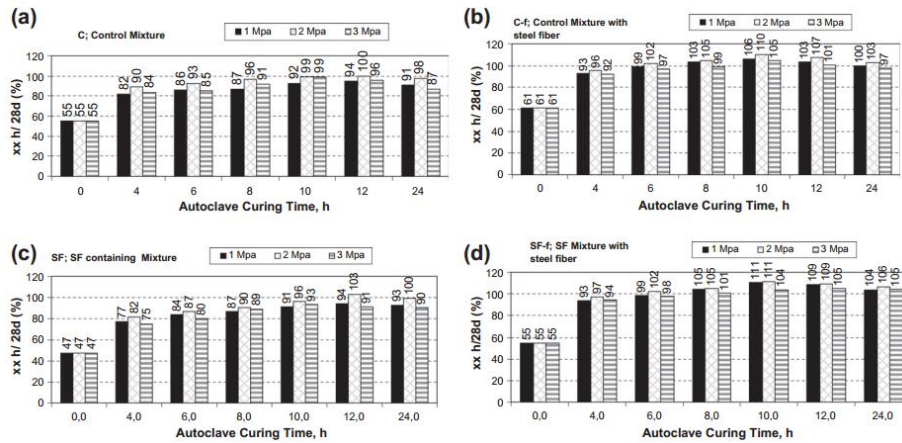 (a)
C; Control Mixture
1 Mpa 2 Mpa 3 Mpa
xx h/ 28d (%)
120
100
80
60
40
20
0
55 55 55 82 90 84 86 93 85 87 96 91 92 99 99 94 100 96 91 98 87
0 4 6 8 10 12 24
Autoclave Curing Time, h
(b)
C-f; Control Mixture with
steel fiber
1 Mpa 2 Mpa 3 Mpa
xx h/ 28d (%)
120
100
80
60
40
20
0
61 61 61 93 96 92 99 102 97 103 105 99 106 110 105 103 107 101 100 103 97
0 4 6 8 10 12 24
Autoclave Curing Time, h
(c)
SF; SF containing Mixture
1 Mpa 2 Mpa 3 Mpa
xx h/ 28d (%)
120
100
80
60
40
20
0
47 47 47 77 82 75 84 87 80 87 90 89 91 96 93 94 103 91 93 100 90
0,0 4,0 6,0 8,0 10,0 12,0 24,0
Autoclave Curing Time, h
(d)
SF-f; SF Mixture with
steel fiber
1 Mpa 2 Mpa 3 Mpa
xx h/28d (%)
120
100
80
60
40
20
0
55 55 55 93 97 94 99 102 98 105 105 101 111 111 104 109 109 105 104 106 105
0,0 4,0 6,0 8,0 10,0 12,0 24,0
Autoclave Curing Time, h